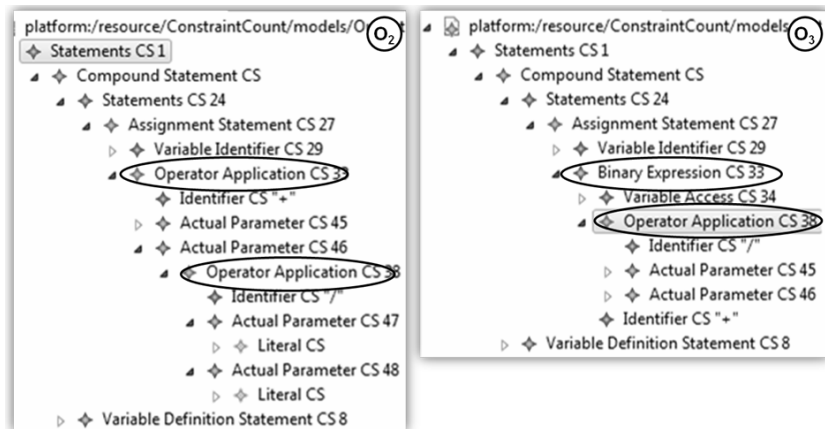 platform:/resource/ConstraintCount/models/Op
O2
Statements CS 1
Compound Statement CS
Statements CS 24
Assignment Statement CS 27
Variable Identifier CS 29
Operator Application CS 33
Identifier CS "+"
Actual Parameter CS 45
Actual Parameter CS 46
Operator Application CS 38
Identifier CS "/"
Actual Parameter CS 47
Literal CS
Actual Parameter CS 48
Literal CS
Variable Definition Statement CS 8
platform:/resource/ConstraintCount/models
O3
Statements CS 1
Compound Statement CS
Statements CS 24
Assignment Statement CS 27
Variable Identifier CS 29
Binary Expression CS 33
Variable Access CS 34
Operator Application CS 38
Identifier CS "/"
Actual Parameter CS 45
Actual Parameter CS 46
Identifier CS "+"
Variable Definition Statement CS 8